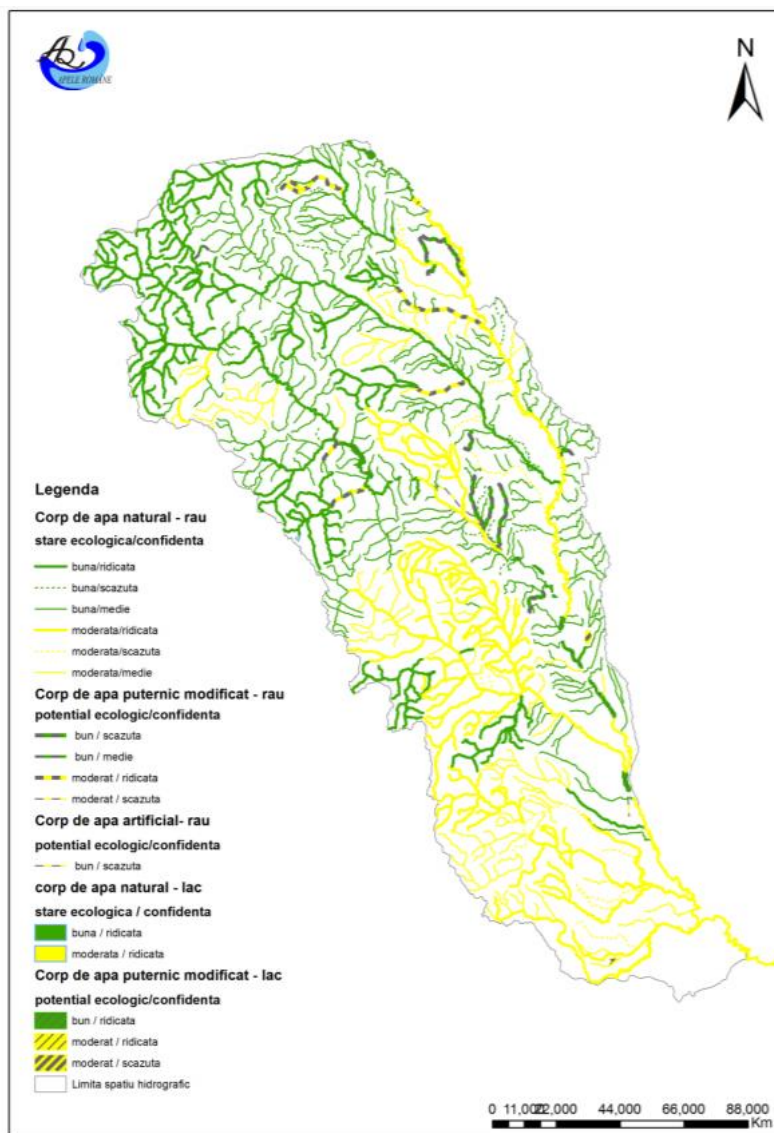 APELE ROMANE
N
Legenda
Corp de apa natural - rau
stare ecologica/confidenta
buna/ridicata
buna/scazuta
buna/medie
moderata/ridicata
moderata/scazuta
moderata/medie
Corp de apa puternic modificat - rau
potential ecologic/confidenta
bun / scazuta
bun / medie
moderat / ridicata
moderat / scazuta
Corp de apa artificial- rau
potential ecologic/confidenta
bun / scazuta
corp de apa natural - lac
stare ecologica / confidenta
buna / ridicata
moderata / ridicata
Corp de apa puternic modificat - lac
potential ecologic/confidenta
bun / ridicata
moderat / ridicata
moderat / scazuta
Limita spatiu hidrografic
0 11,000 22,000 44,000 66,000 88,000
Km